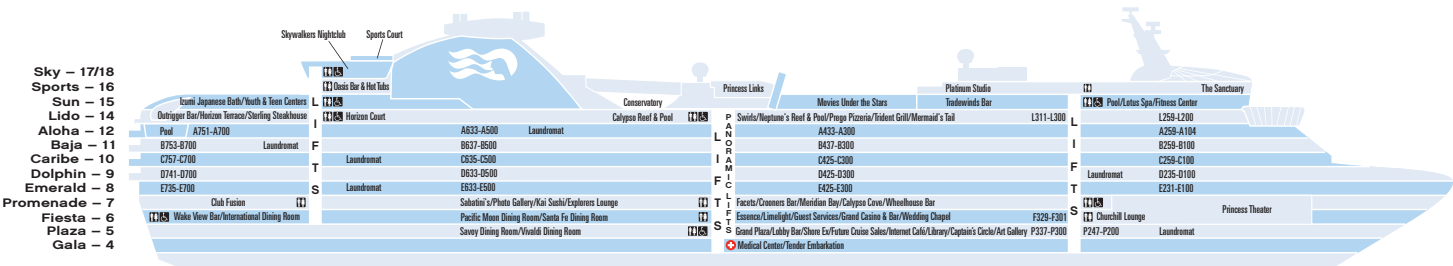 Skywalkers Nightclub Sports Court
Sky – 17/18
Sports – 16 Oasis Bar & Hot Tubs Princess Links Platinum Studio The Sanctuary
Sun – 15 Izumi Japanese Bath/Youth & Teen Centers Conservatory Movies Under the Stars Tradewinds Bar Pool/Lotus Spa/Fitness Center
Lido – 14 Outrigger Bar/Horizon Terrace/Sterling Steakhouse Horizon Court Calypso Reef & Pool Swirls/Neptune's Reef & Pool/Prego Pizzeria/Trident Grill/Mermaid's Tail L311-L300 L259-L200
Aloha – 12 Pool A751-A700 A633-A500 Laundromat A433-A300 A259-A104
Baja – 11 B753-B700 Laundromat B637-B500 B437-B300 B259-B100
Caribe – 10 C757-C700 Laundromat C635-C500 C425-C300 C259-C100
Dolphin – 9 D741-D700 D633-D500 D425-D300 Laundromat D235-D100
Emerald – 8 E735-E700 Laundromat E633-E500 E425-E300 E231-E100
Promenade – 7 Club Fusion Sabatini's/Photo Gallery/Kai Sushi/Explorers Lounge Facets/Crooners Bar/Meridian Bay/Calypso Cove/Wheelhouse Bar Princess Theater
Fiesta – 6 Wake View Bar/International Dining Room Pacific Moon Dining Room/Santa Fe Dining Room Essence/Limelight/Guest Services/Grand Casino & Bar/Wedding Chapel F329-F301 Churchill Lounge
Plaza – 5 Savoy Dining Room/Vivaldi Dining Room Grand Plaza/Lobby Bar/Shore Ex/Future Cruise Sales/Internet Café/Library/Captain's Circle/Art Gallery P337-P300 P247-P200 Laundromat
Gala – 4 Medical Center/Tender Embarkation
LIFTS
LIFTS
PANORAMIC LIFTS
LIFTS